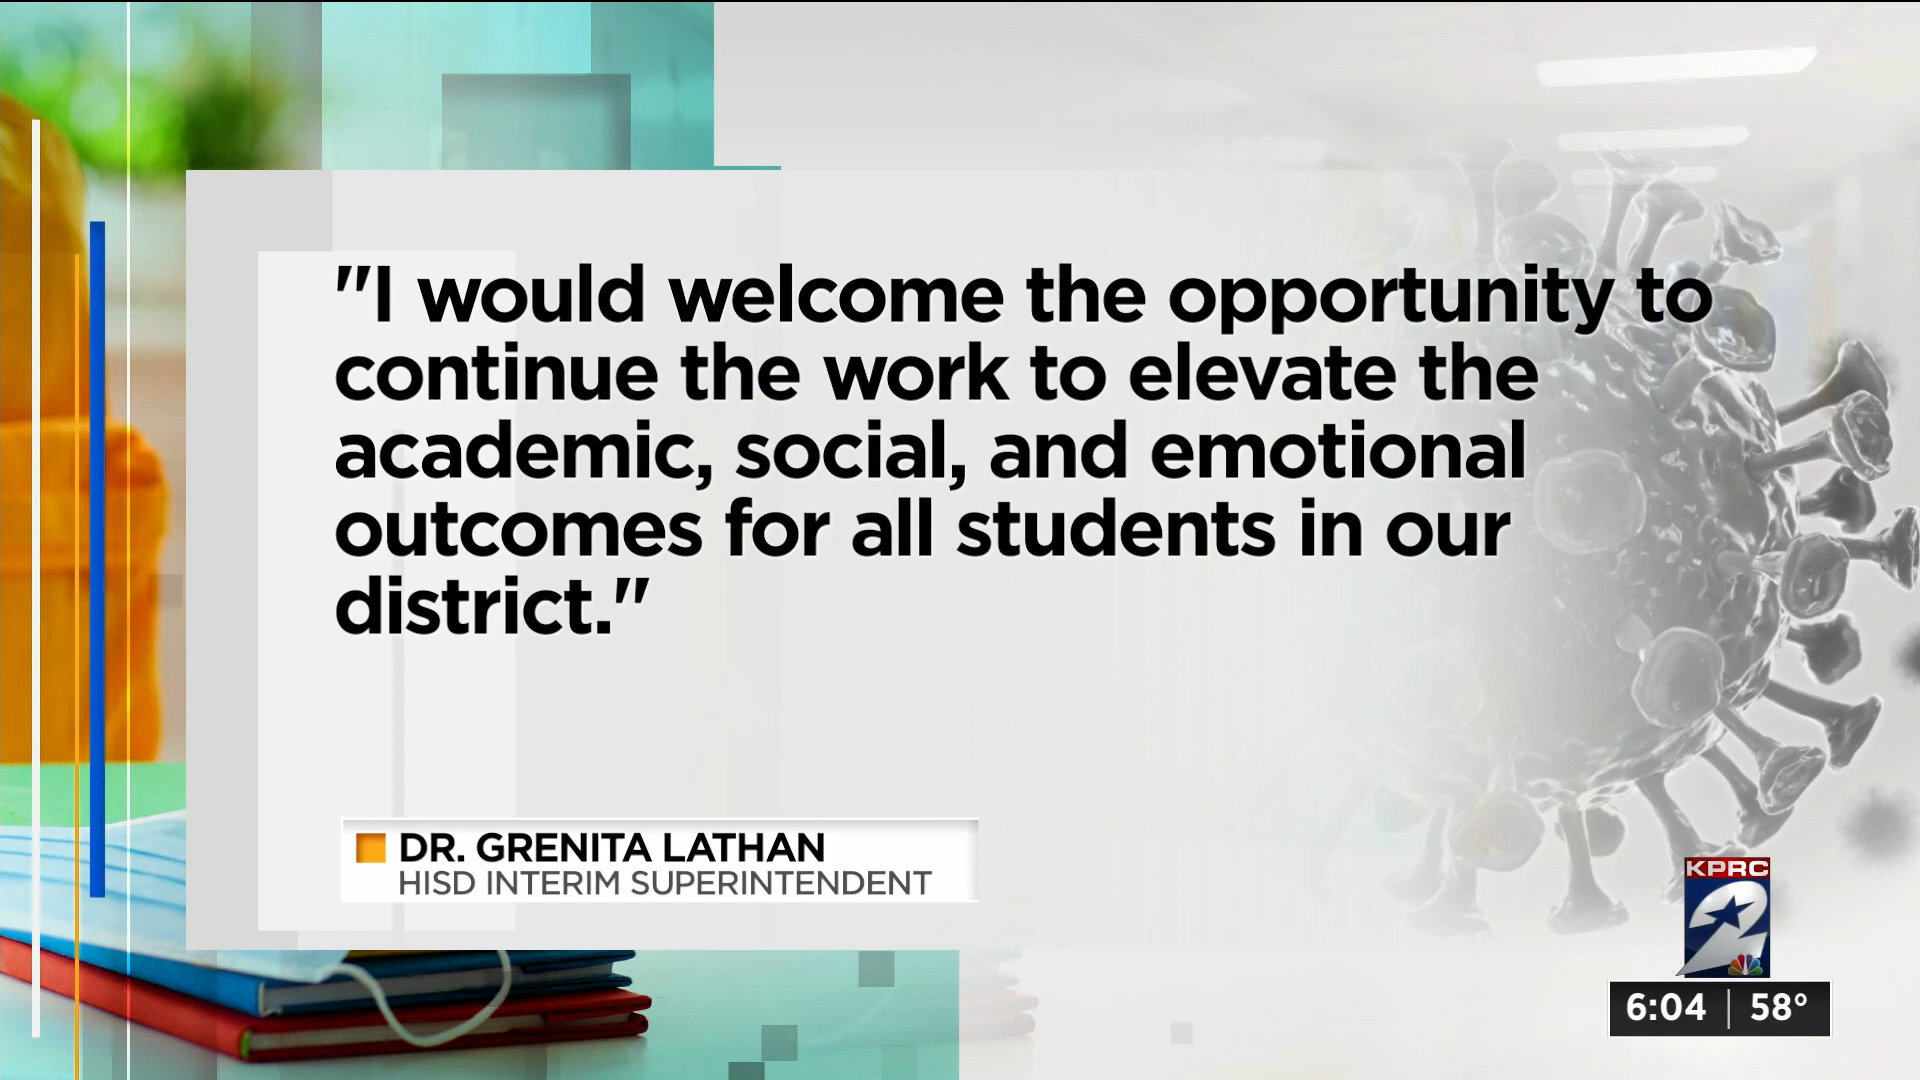 "I would welcome the opportunity to
continue the work to elevate the
academic, social, and emotional
outcomes for all students in our
district."
DR. GRENITA LATHAN
HISD INTERIM SUPERINTENDENT
KPRC
2
6:04 | 58°